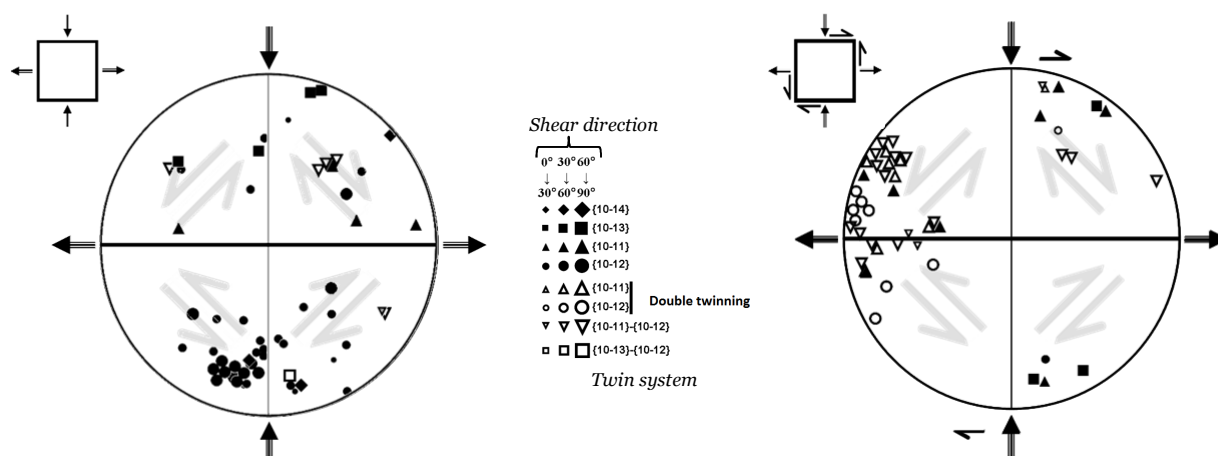 Shear direction
0° 30° 60°
↓ ↓ ↓
30° 60° 90°
{10-14}
{10-13}
{10-11}
{10-12}
{10-11}
{10-12}
Double twinning
{10-11}-{10-12}
{10-13}-{10-12}
Twin system